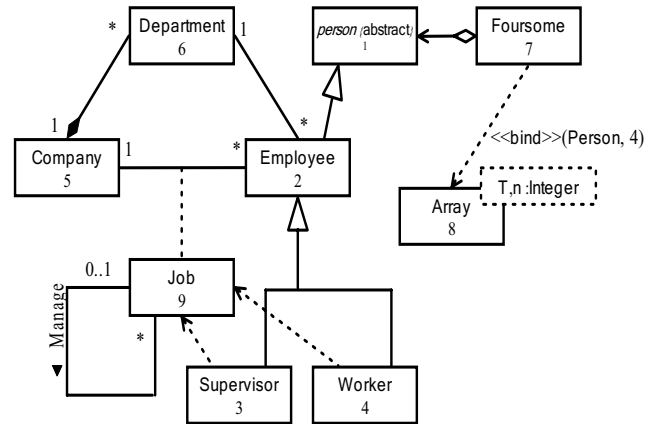 * Department 1
6
person (abstract)
1
Foursome
7
1
*
<<bind>>(Person, 4)
Company
5
1
*
Employee
2
T,n :Integer
Array
8
0..1
Job
9
*
Manage
Supervisor
3
Worker
4